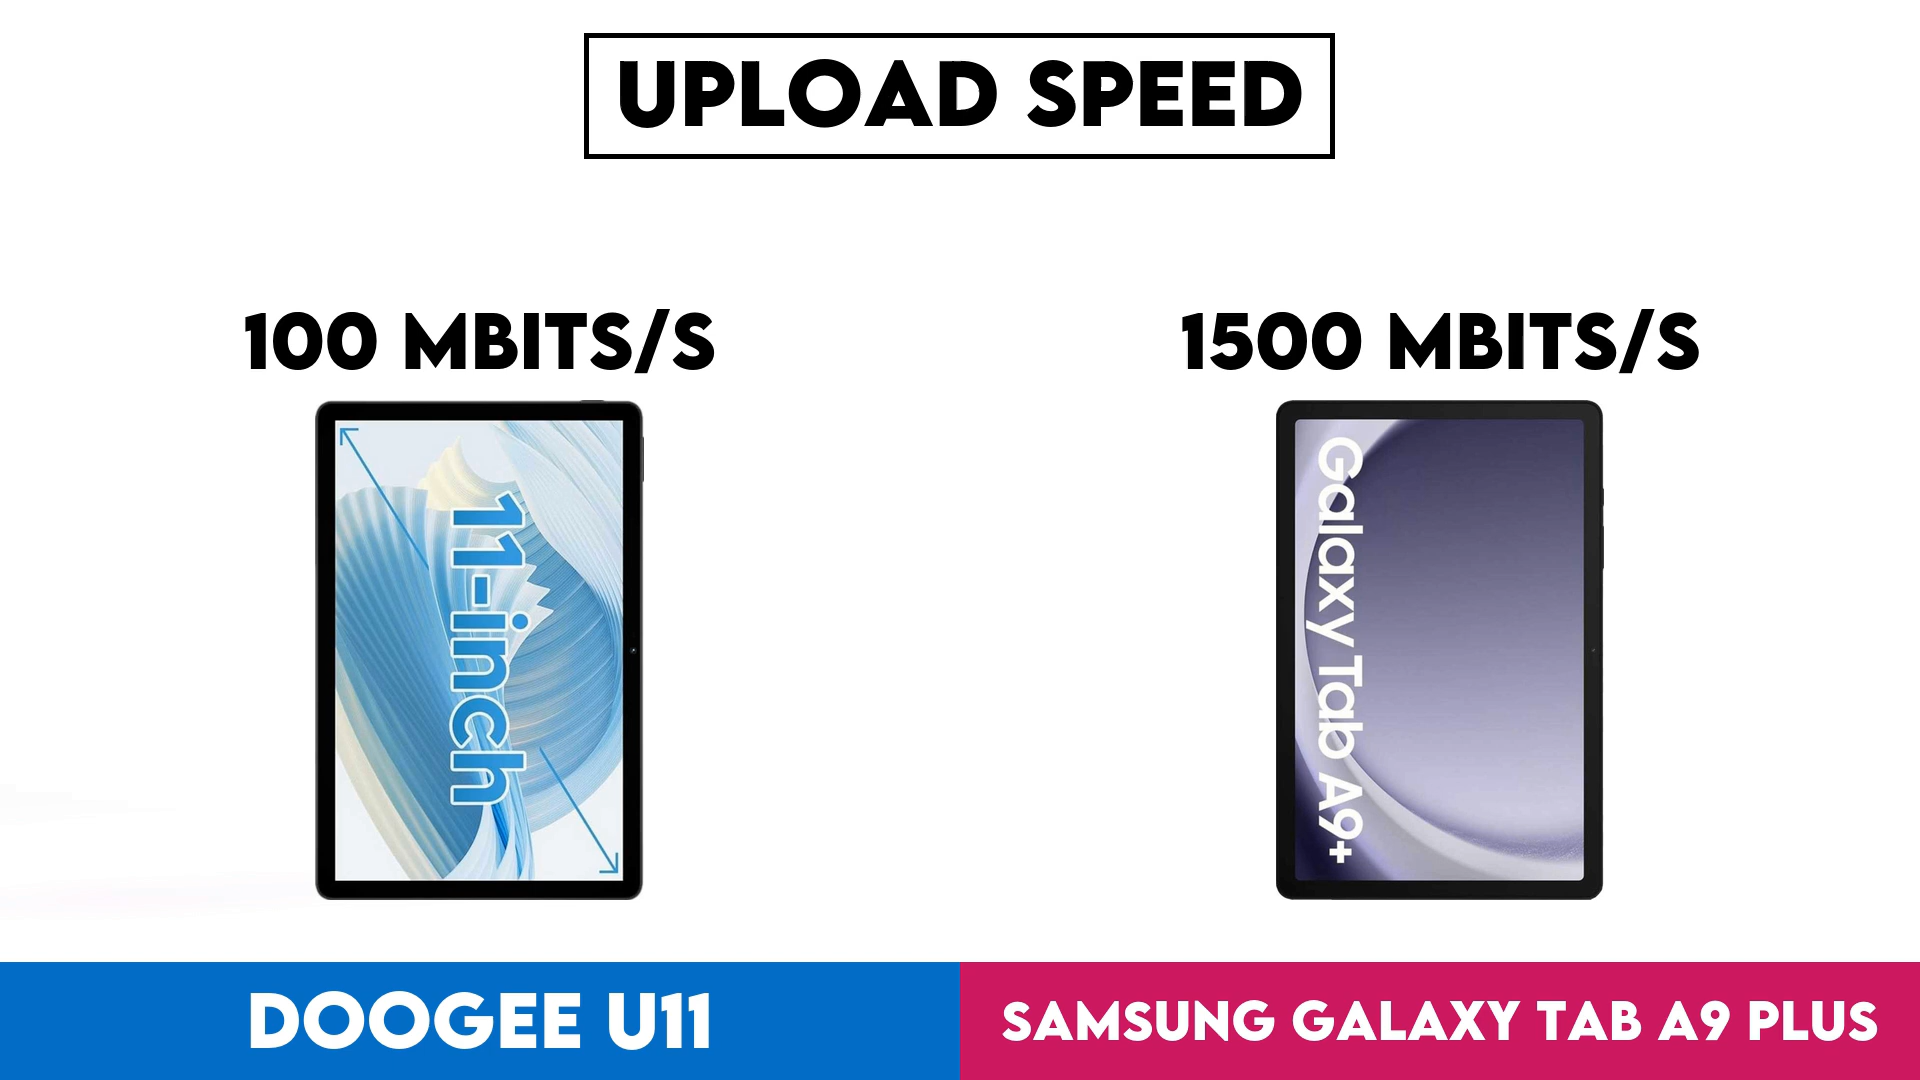 UPLOAD SPEED
100 MBITS/S
1500 MBITS/S
11-inch
Galaxy Tab A9+
DOOGEE U11
SAMSUNG GALAXY TAB A9 PLUS